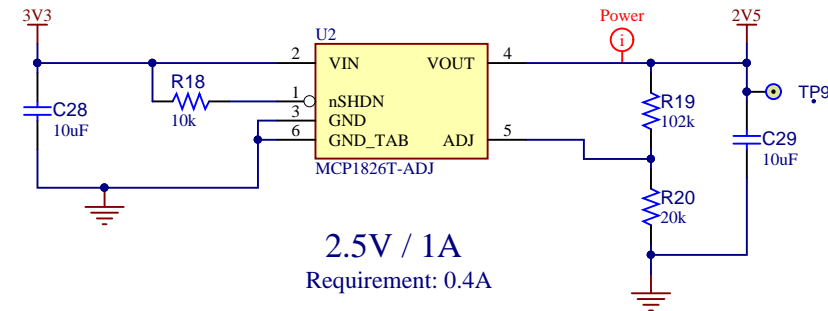 3V3
Power
2V5
U2
2
VIN
VOUT
4
R18
10k
1
nSHDN
3
GND
6
GND_TAB
ADJ
5
MCP1826T-ADJ
C28
10uF
i
R19
102k
TP9
C29
10uF
R20
20k
2.5V / 1A
Requirement: 0.4A